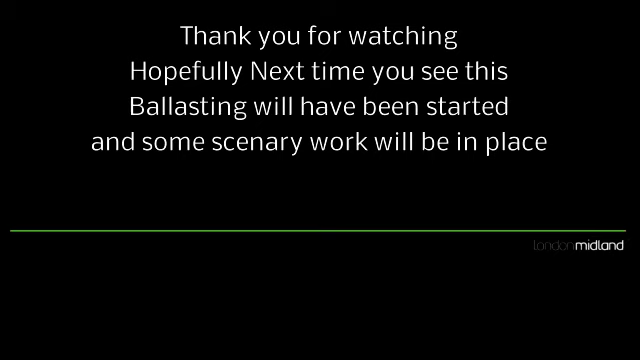 Thank you for watching
Hopefully Next time you see this
Ballasting will have been started
and some scenary work will be in place
londonmidland